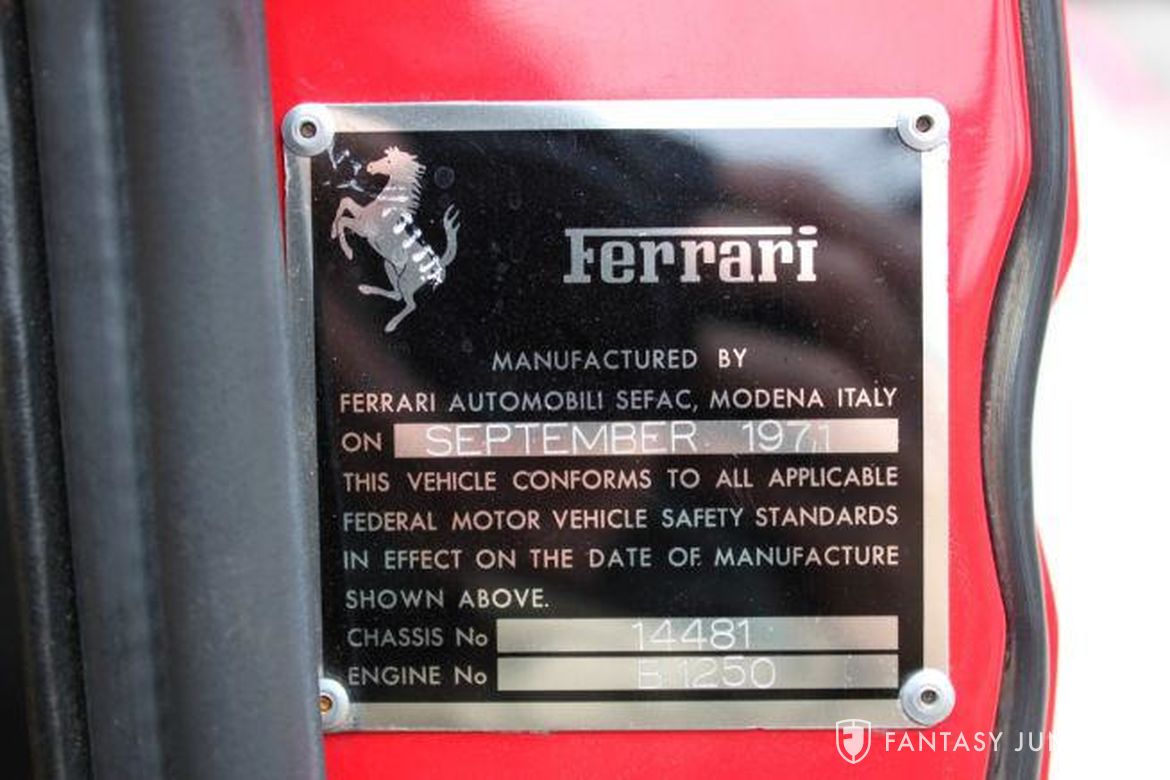 Ferrari
MANUFACTURED BY
FERRARI AUTOMOBILI SEFAC, MODENA ITALY
ON SEPTEMBER 1971
THIS VEHICLE CONFORMS TO ALL APPLICABLE
FEDERAL MOTOR VEHICLE SAFETY STANDARDS
IN EFFECT ON THE DATE OF MANUFACTURE
SHOWN ABOVE.
CHASSIS No 14481
ENGINE No B 1250
FANTASY JUN